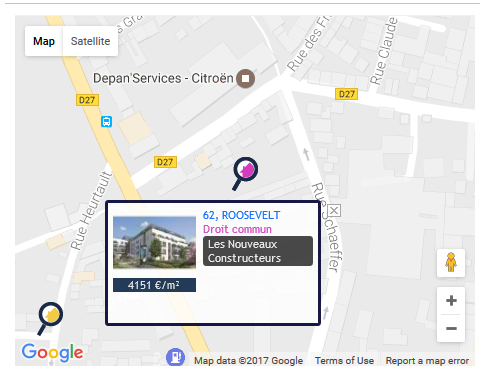 Map
Satellite
Rue des Fr
Rue Claude
Depan'Services - Citroën
D27
D27
D27
Rue Heurtault
Rue Schaeffer
62, ROOSEVELT
Droit commun
Les Nouveaux
Constructeurs
4151 €/m²
Google
Map data ©2017 Google
Terms of Use
Report a map error